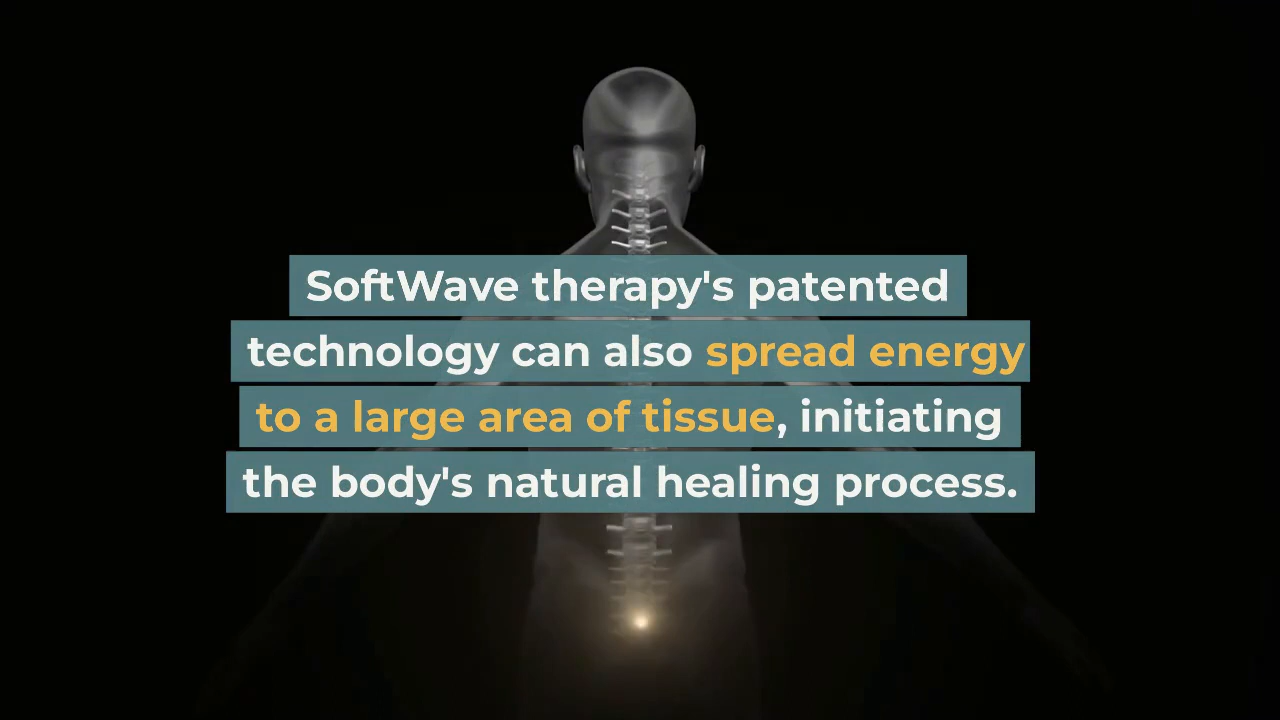 SoftWave therapy's patented
technology can also spread energy
to a large area of tissue, initiating
the body's natural healing process.